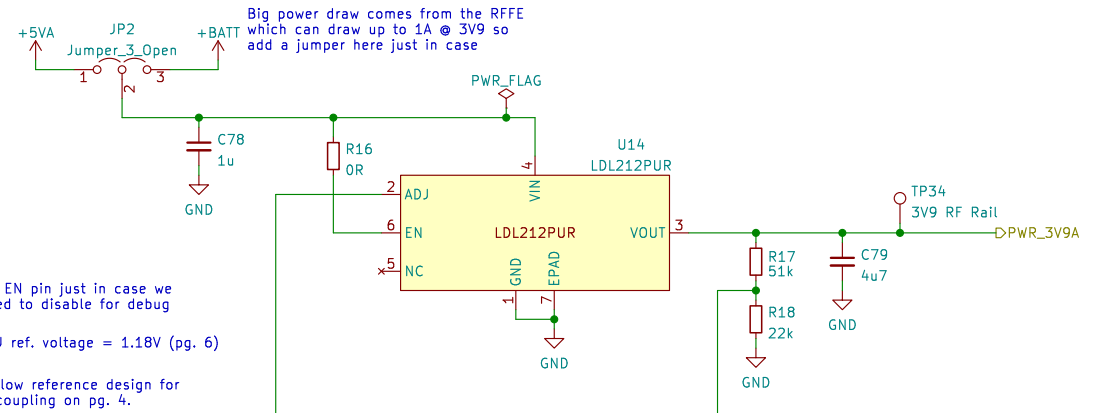 Big power draw comes from the RFFE
which can draw up to 1A @ 3V9 so
add a jumper here just in case
+5VA
JP2
Jumper_3_Open
+BATT
1
2
3
PWR_FLAG
C78
1u
GND
R16
0R
U14
LDL212PUR
4
VIN
2
ADJ
6
EN
5
NC
LDL212PUR
VOUT
3
GND
EPAD
1
7
GND
TP34
3V9 RF Rail
PWR_3V9A
R17
51k
C79
4u7
GND
R18
22k
GND
EN pin just in case we
ed to disable for debug
ref. voltage = 1.18V (pg. 6)
low reference design for
coupling on pg. 4.